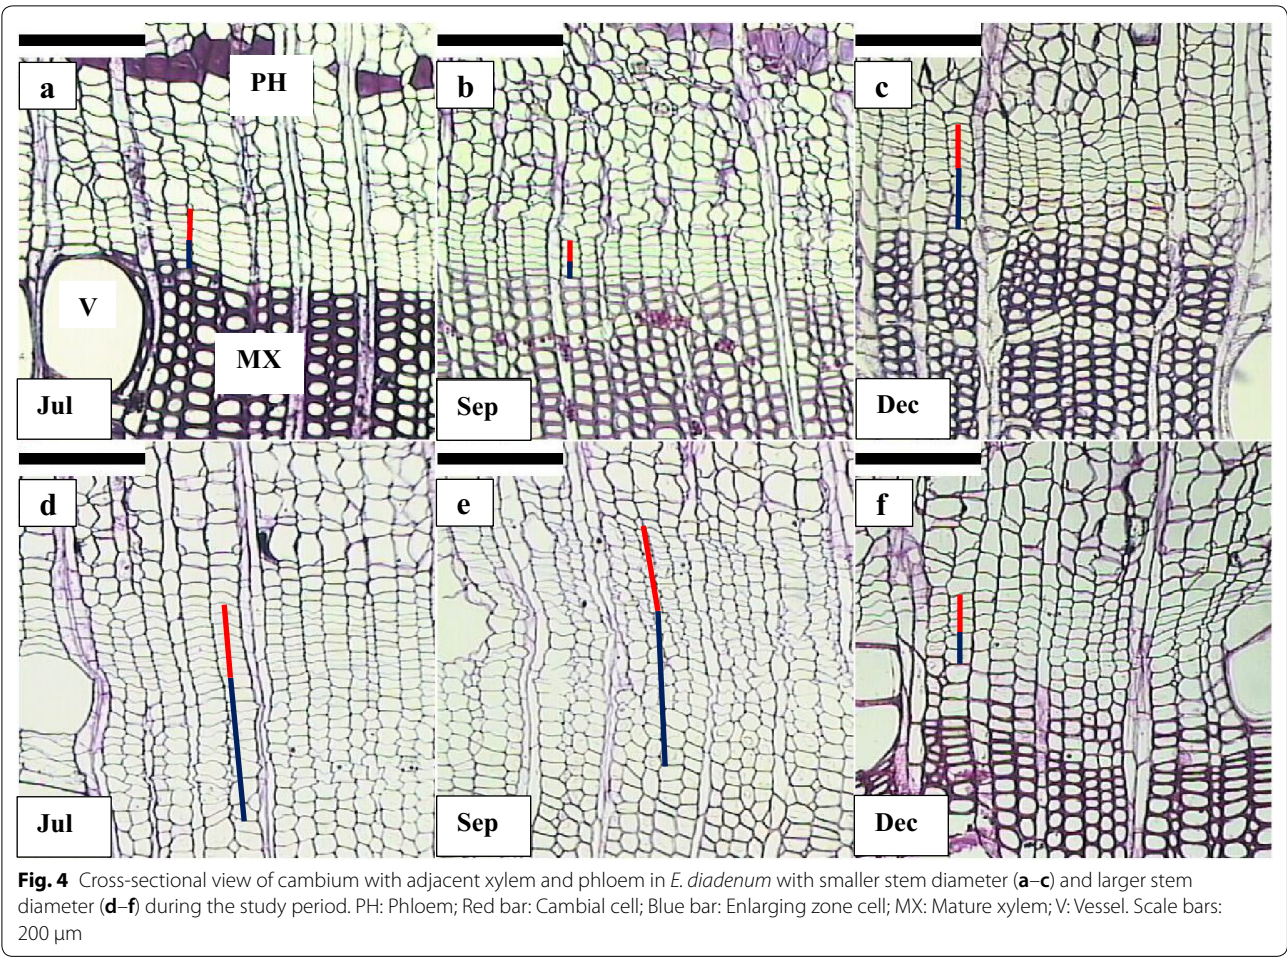 a
PH
V
MX
Jul
b
Sep
c
Dec
d
Jul
e
Sep
f
Dec
Fig. 4 Cross-sectional view of cambium with adjacent xylem and phloem in E. diadenum with smaller stem diameter (a–c) and larger stem
diameter (d–f) during the study period. PH: Phloem; Red bar: Cambial cell; Blue bar: Enlarging zone cell; MX: Mature xylem; V: Vessel. Scale bars:
200 μm